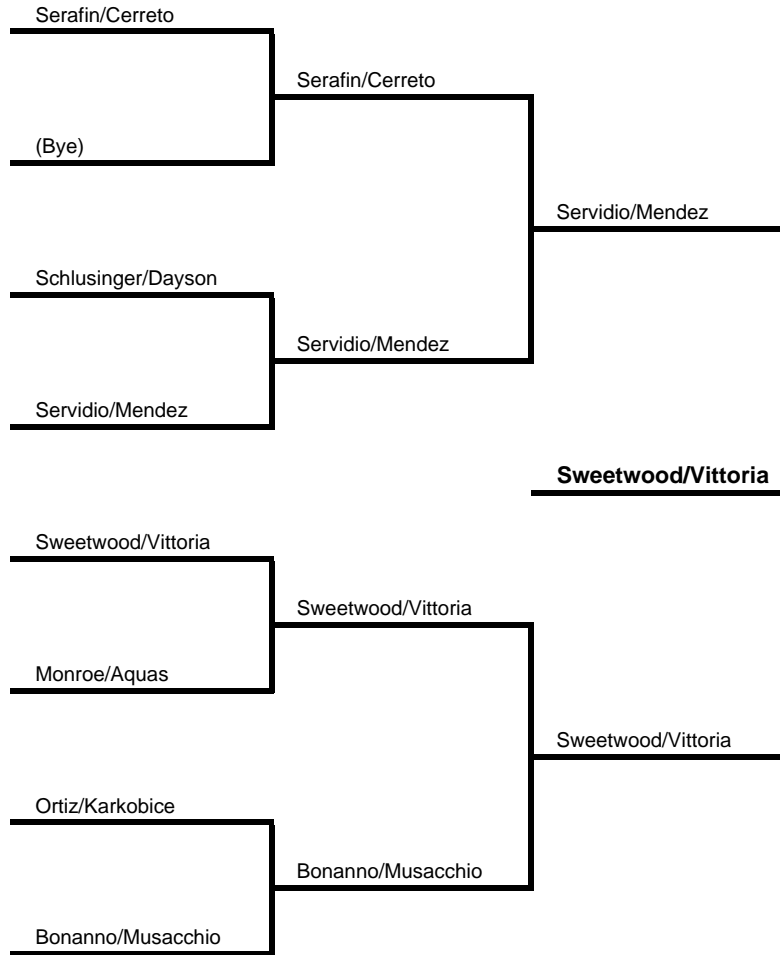 Serafin/Cerreto
Serafin/Cerreto
(Bye)
Servidio/Mendez
Schlusinger/Dayson
Servidio/Mendez
Servidio/Mendez
Sweetwood/Vittoria
Sweetwood/Vittoria
Sweetwood/Vittoria
Monroe/Aquas
Sweetwood/Vittoria
Ortiz/Karkobice
Bonanno/Musacchio
Bonanno/Musacchio